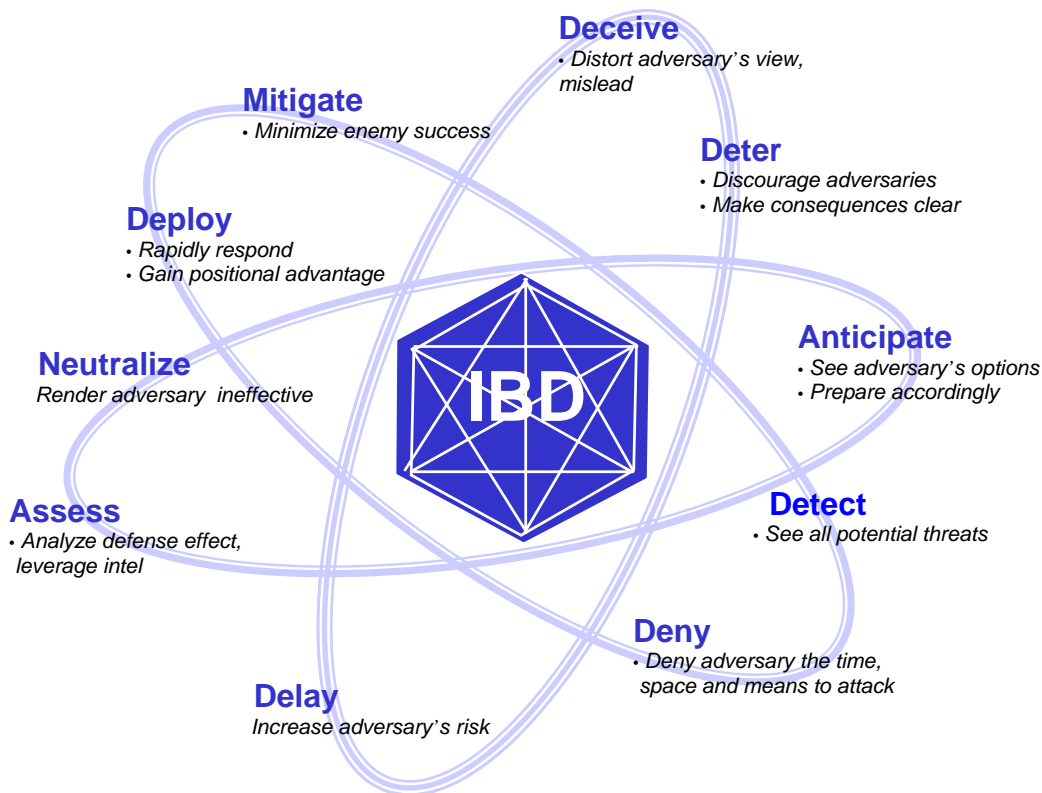 Deceive
• Distort adversary's view,
mislead
Mitigate
• Minimize enemy success
Deter
• Discourage adversaries
• Make consequences clear
Deploy
• Rapidly respond
• Gain positional advantage
Anticipate
• See adversary's options
• Prepare accordingly
Neutralize
Render adversary ineffective
IBD
Assess
• Analyze defense effect,
leverage intel
Detect
• See all potential threats
Deny
• Deny adversary the time,
space and means to attack
Delay
Increase adversary's risk